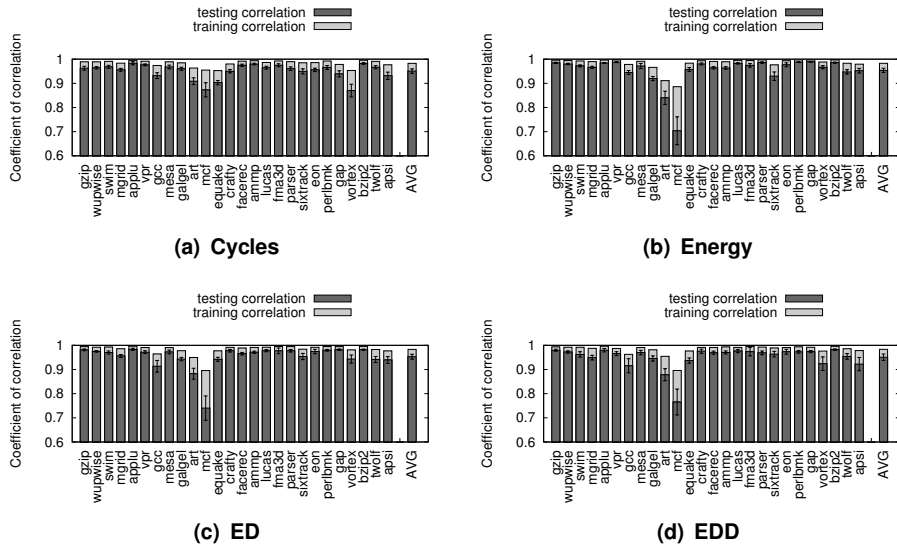 testing correlation
training correlation
Coefficient of correlation
1
0.9
0.8
0.7
0.6
gzip
wupwise
swim
mgrid
applu
vpr
gcc
mesa
galgel
art
mcf
equake
crafty
facerec
ammp
lucas
fma3d
parser
sixtrack
eon
perlbmk
gap
vortex
bzip2
twolf
apsi
AVG
(a) Cycles
testing correlation
training correlation
Coefficient of correlation
1
0.9
0.8
0.7
0.6
gzip
wupwise
swim
mgrid
applu
vpr
gcc
mesa
galgel
art
mcf
equake
crafty
facerec
ammp
lucas
fma3d
parser
sixtrack
eon
perlbmk
gap
vortex
bzip2
twolf
apsi
AVG
(b) Energy
testing correlation
training correlation
Coefficient of correlation
1
0.9
0.8
0.7
0.6
gzip
wupwise
swim
mgrid
applu
vpr
gcc
mesa
galgel
art
mcf
equake
crafty
facerec
ammp
lucas
fma3d
parser
sixtrack
eon
perlbmk
gap
vortex
bzip2
twolf
apsi
AVG
(c) ED
testing correlation
training correlation
Coefficient of correlation
1
0.9
0.8
0.7
0.6
gzip
wupwise
swim
mgrid
applu
vpr
gcc
mesa
galgel
art
mcf
equake
crafty
facerec
ammp
lucas
fma3d
parser
sixtrack
eon
perlbmk
gap
vortex
bzip2
twolf
apsi
AVG
(d) EDD